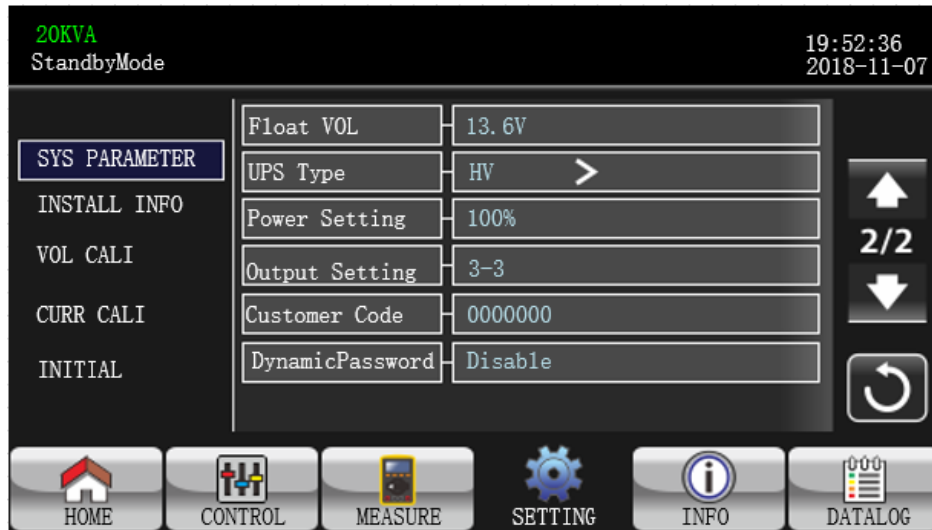 20KVA
StandbyMode
19:52:36
2018-11-07
SYS PARAMETER
INSTALL INFO
VOL CALI
CURR CALI
INITIAL
Float VOL 13.6V
UPS Type HV >
Power Setting 100%
Output Setting 3-3
Customer Code 0000000
DynamicPassword Disable
2/2
HOME
CONTROL
MEASURE
SETTING
INFO
DATALOG